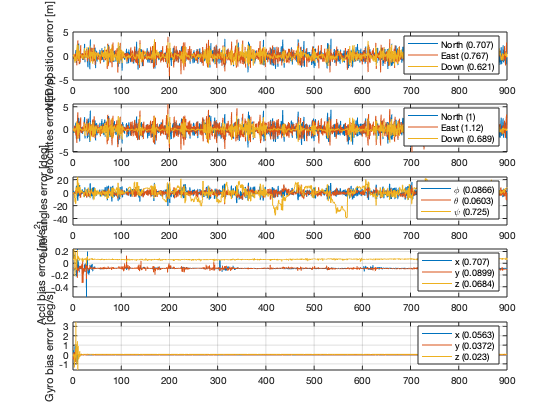 NED position error [m]
5
0
-5
0 100 200 300 400 500 600 700 800 900
North (0.707)
East (0.767)
Down (0.621)
Velocitites error [m/s]
5
0
-5
0 100 200 300 400 500 600 700 800 900
North (1)
East (1.12)
Down (0.689)
euler angles error [deg]
20
0
-20
-40
0 100 200 300 400 500 600 700 800 900
ϕ (0.0866)
θ (0.0603)
ψ (0.725)
Accl bias error [m/s²]
0.2
0
-0.2
-0.4
0 100 200 300 400 500 600 700 800 900
x (0.707)
y (0.0899)
z (0.0684)
Gyro bias error [deg/s]
3
2
1
0
-1
0 100 200 300 400 500 600 700 800 900
x (0.0563)
y (0.0372)
z (0.023)